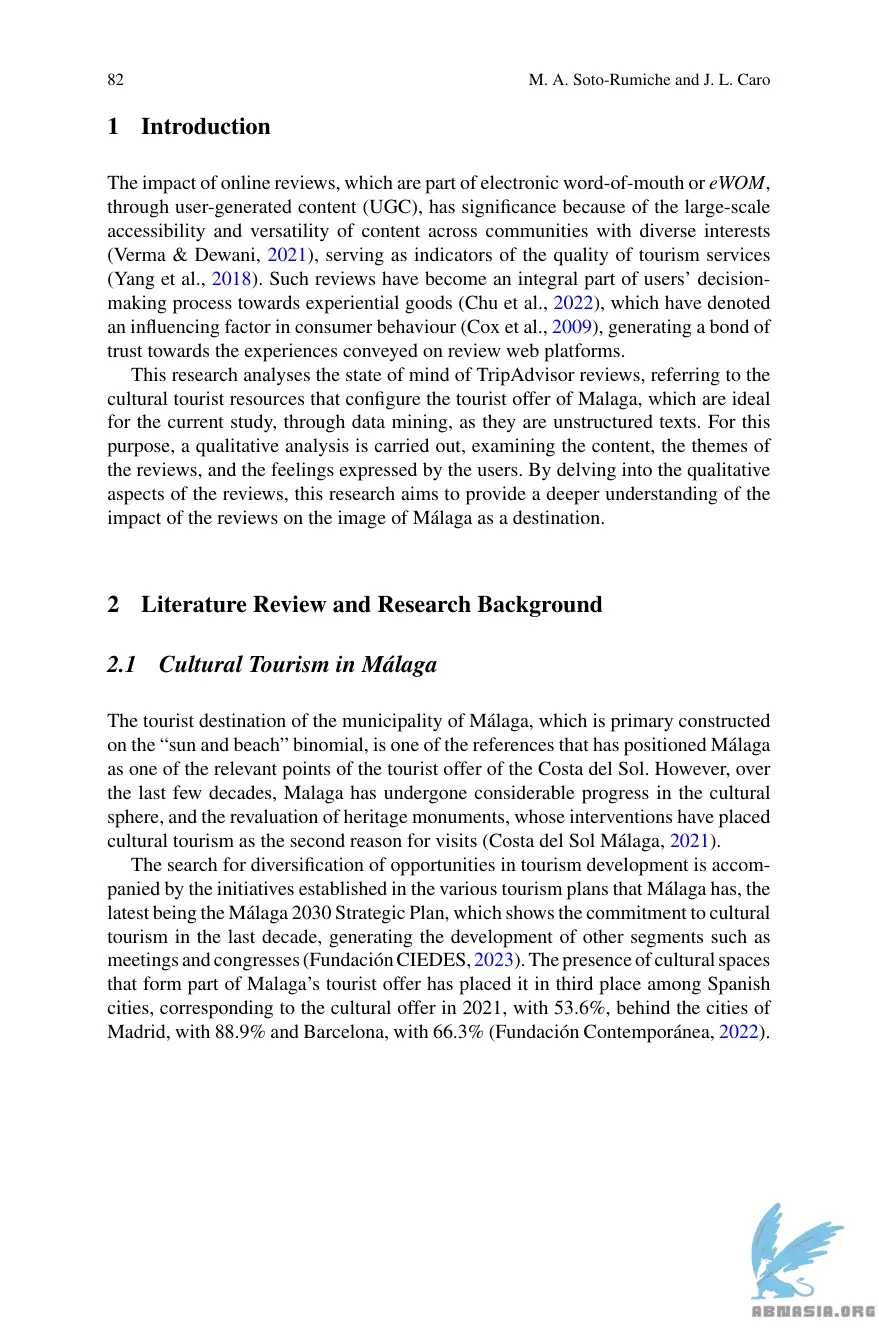 82
M. A. Soto-Rumiche and J. L. Caro
1 Introduction
The impact of online reviews, which are part of electronic word-of-mouth or eWOM,
through user-generated content (UGC), has significance because of the large-scale
accessibility and versatility of content across communities with diverse interests
(Verma & Dewani, 2021), serving as indicators of the quality of tourism services
(Yang et al., 2018). Such reviews have become an integral part of users’ decision-
making process towards experiential goods (Chu et al., 2022), which have denoted
an influencing factor in consumer behaviour (Cox et al., 2009), generating a bond of
trust towards the experiences conveyed on review web platforms.
This research analyses the state of mind of TripAdvisor reviews, referring to the
cultural tourist resources that configure the tourist offer of Malaga, which are ideal
for the current study, through data mining, as they are unstructured texts. For this
purpose, a qualitative analysis is carried out, examining the content, the themes of
the reviews, and the feelings expressed by the users. By delving into the qualitative
aspects of the reviews, this research aims to provide a deeper understanding of the
impact of the reviews on the image of Málaga as a destination.
2 Literature Review and Research Background
2.1 Cultural Tourism in Málaga
The tourist destination of the municipality of Málaga, which is primary constructed
on the “sun and beach” binomial, is one of the references that has positioned Málaga
as one of the relevant points of the tourist offer of the Costa del Sol. However, over
the last few decades, Malaga has undergone considerable progress in the cultural
sphere, and the revaluation of heritage monuments, whose interventions have placed
cultural tourism as the second reason for visits (Costa del Sol Málaga, 2021).
The search for diversification of opportunities in tourism development is accom-
panied by the initiatives established in the various tourism plans that Málaga has, the
latest being the Málaga 2030 Strategic Plan, which shows the commitment to cultural
tourism in the last decade, generating the development of other segments such as
meetings and congresses (Fundación CIEDES, 2023). The presence of cultural spaces
that form part of Malaga’s tourist offer has placed it in third place among Spanish
cities, corresponding to the cultural offer in 2021, with 53.6%, behind the cities of
Madrid, with 88.9% and Barcelona, with 66.3% (Fundación Contemporánea, 2022).
ABNASIA.ORG